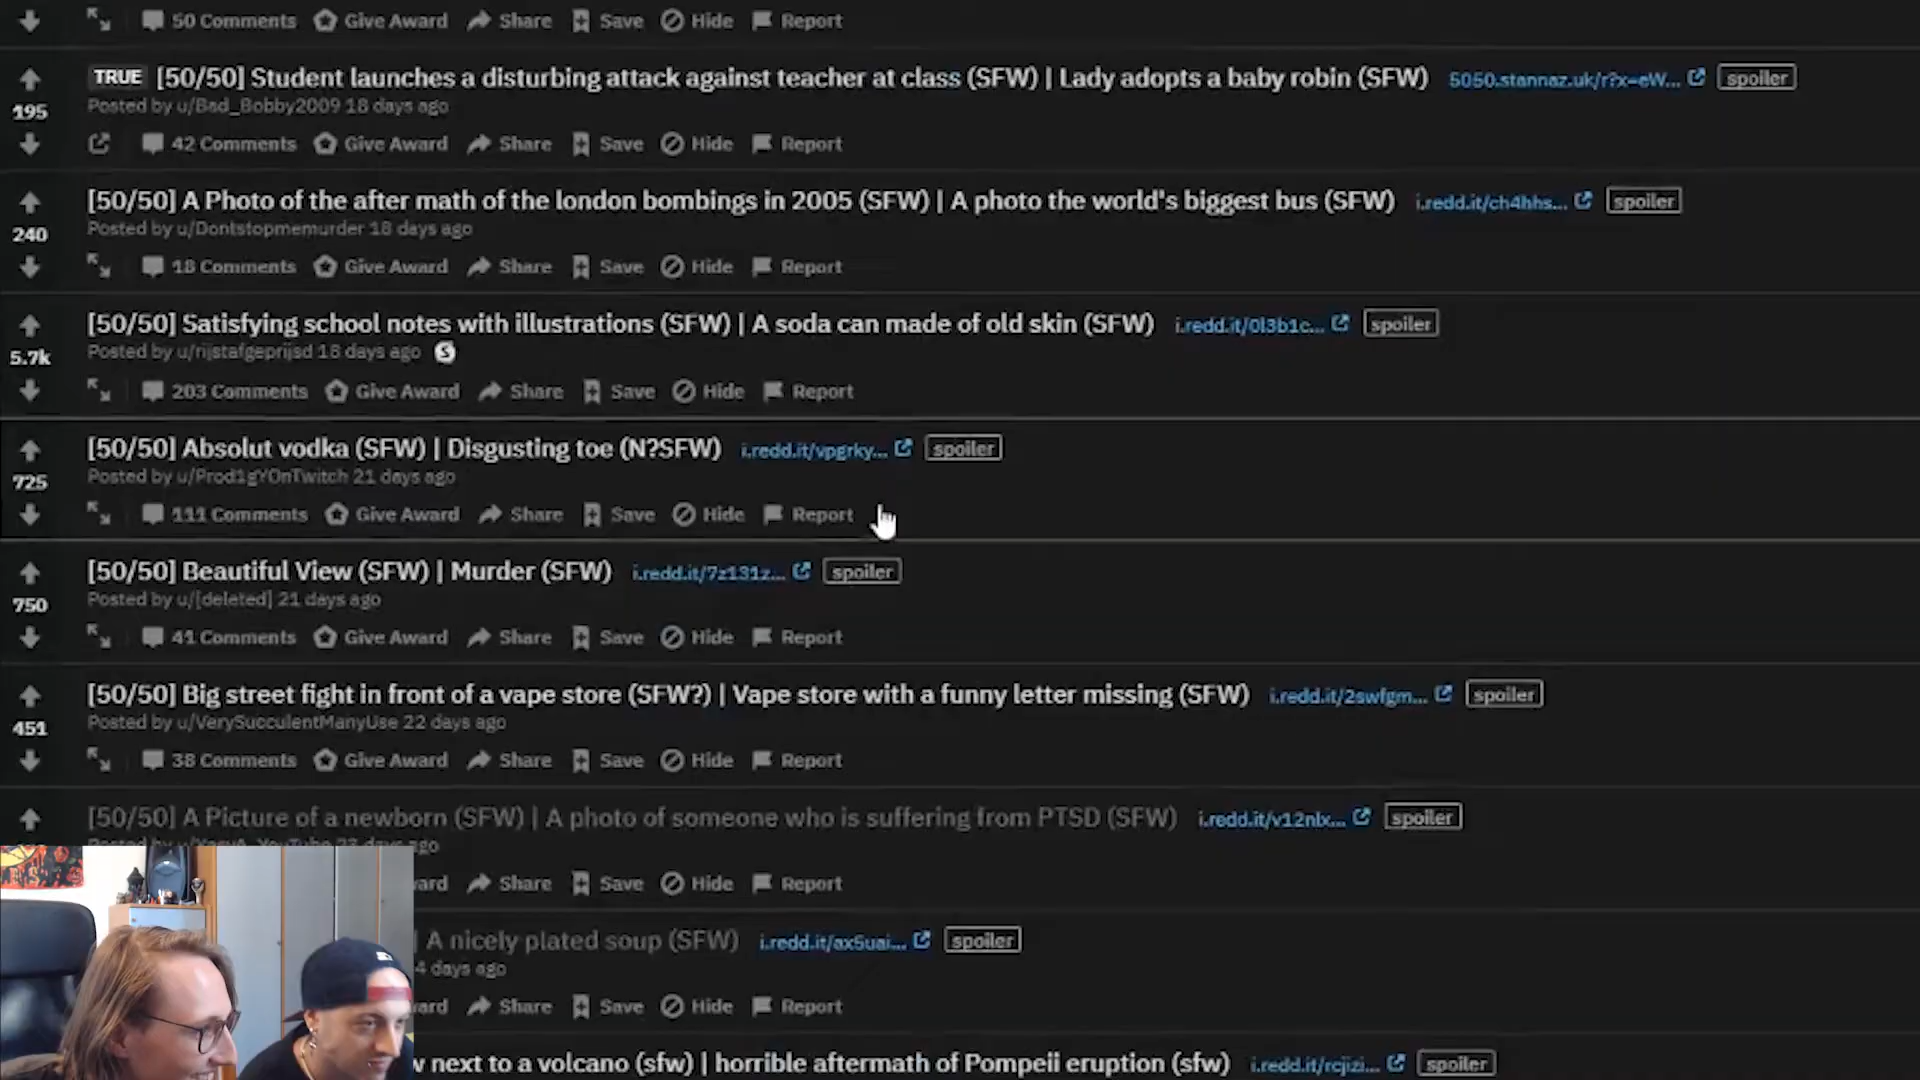 50 Comments Give Award Share Save Hide Report
TRUE [50/50] Student launches a disturbing attack against teacher at class (SFW) | Lady adopts a baby robin (SFW) 5050.stannaz.uk/r?x=eW... spoiler
Posted by u/Bad_Bobby2009 18 days ago
195
42 Comments Give Award Share Save Hide Report
[50/50] A Photo of the after math of the london bombings in 2005 (SFW) | A photo the world's biggest bus (SFW) i.redd.it/ch4hhs... spoiler
Posted by u/Dontstopmemurder 18 days ago
240
18 Comments Give Award Share Save Hide Report
[50/50] Satisfying school notes with illustrations (SFW) | A soda can made of old skin (SFW) i.redd.it/0l3b1c... spoiler
Posted by u/rijstafgeprijsd 18 days ago S
5.7k
203 Comments Give Award Share Save Hide Report
[50/50] Absolut vodka (SFW) | Disgusting toe (N?SFW) i.redd.it/vpgrky... spoiler
Posted by u/Prod1gYOnTwitch 21 days ago
725
111 Comments Give Award Share Save Hide Report
[50/50] Beautiful View (SFW) | Murder (SFW) i.redd.it/7z131z... spoiler
Posted by u/[deleted] 21 days ago
750
41 Comments Give Award Share Save Hide Report
[50/50] Big street fight in front of a vape store (SFW?) | Vape store with a funny letter missing (SFW) i.redd.it/2swfgm... spoiler
Posted by u/VerySucculentManyUse 22 days ago
451
38 Comments Give Award Share Save Hide Report
[50/50] A Picture of a newborn (SFW) | A photo of someone who is suffering from PTSD (SFW) i.redd.it/v12nlx... spoiler
ago
ard Share Save Hide Report
| A nicely plated soup (SFW) i.redd.it/ax5uai... spoiler
4 days ago
ard Share Save Hide Report
w next to a volcano (sfw) | horrible aftermath of Pompeii eruption (sfw) i.redd.it/rcjizi... spoiler